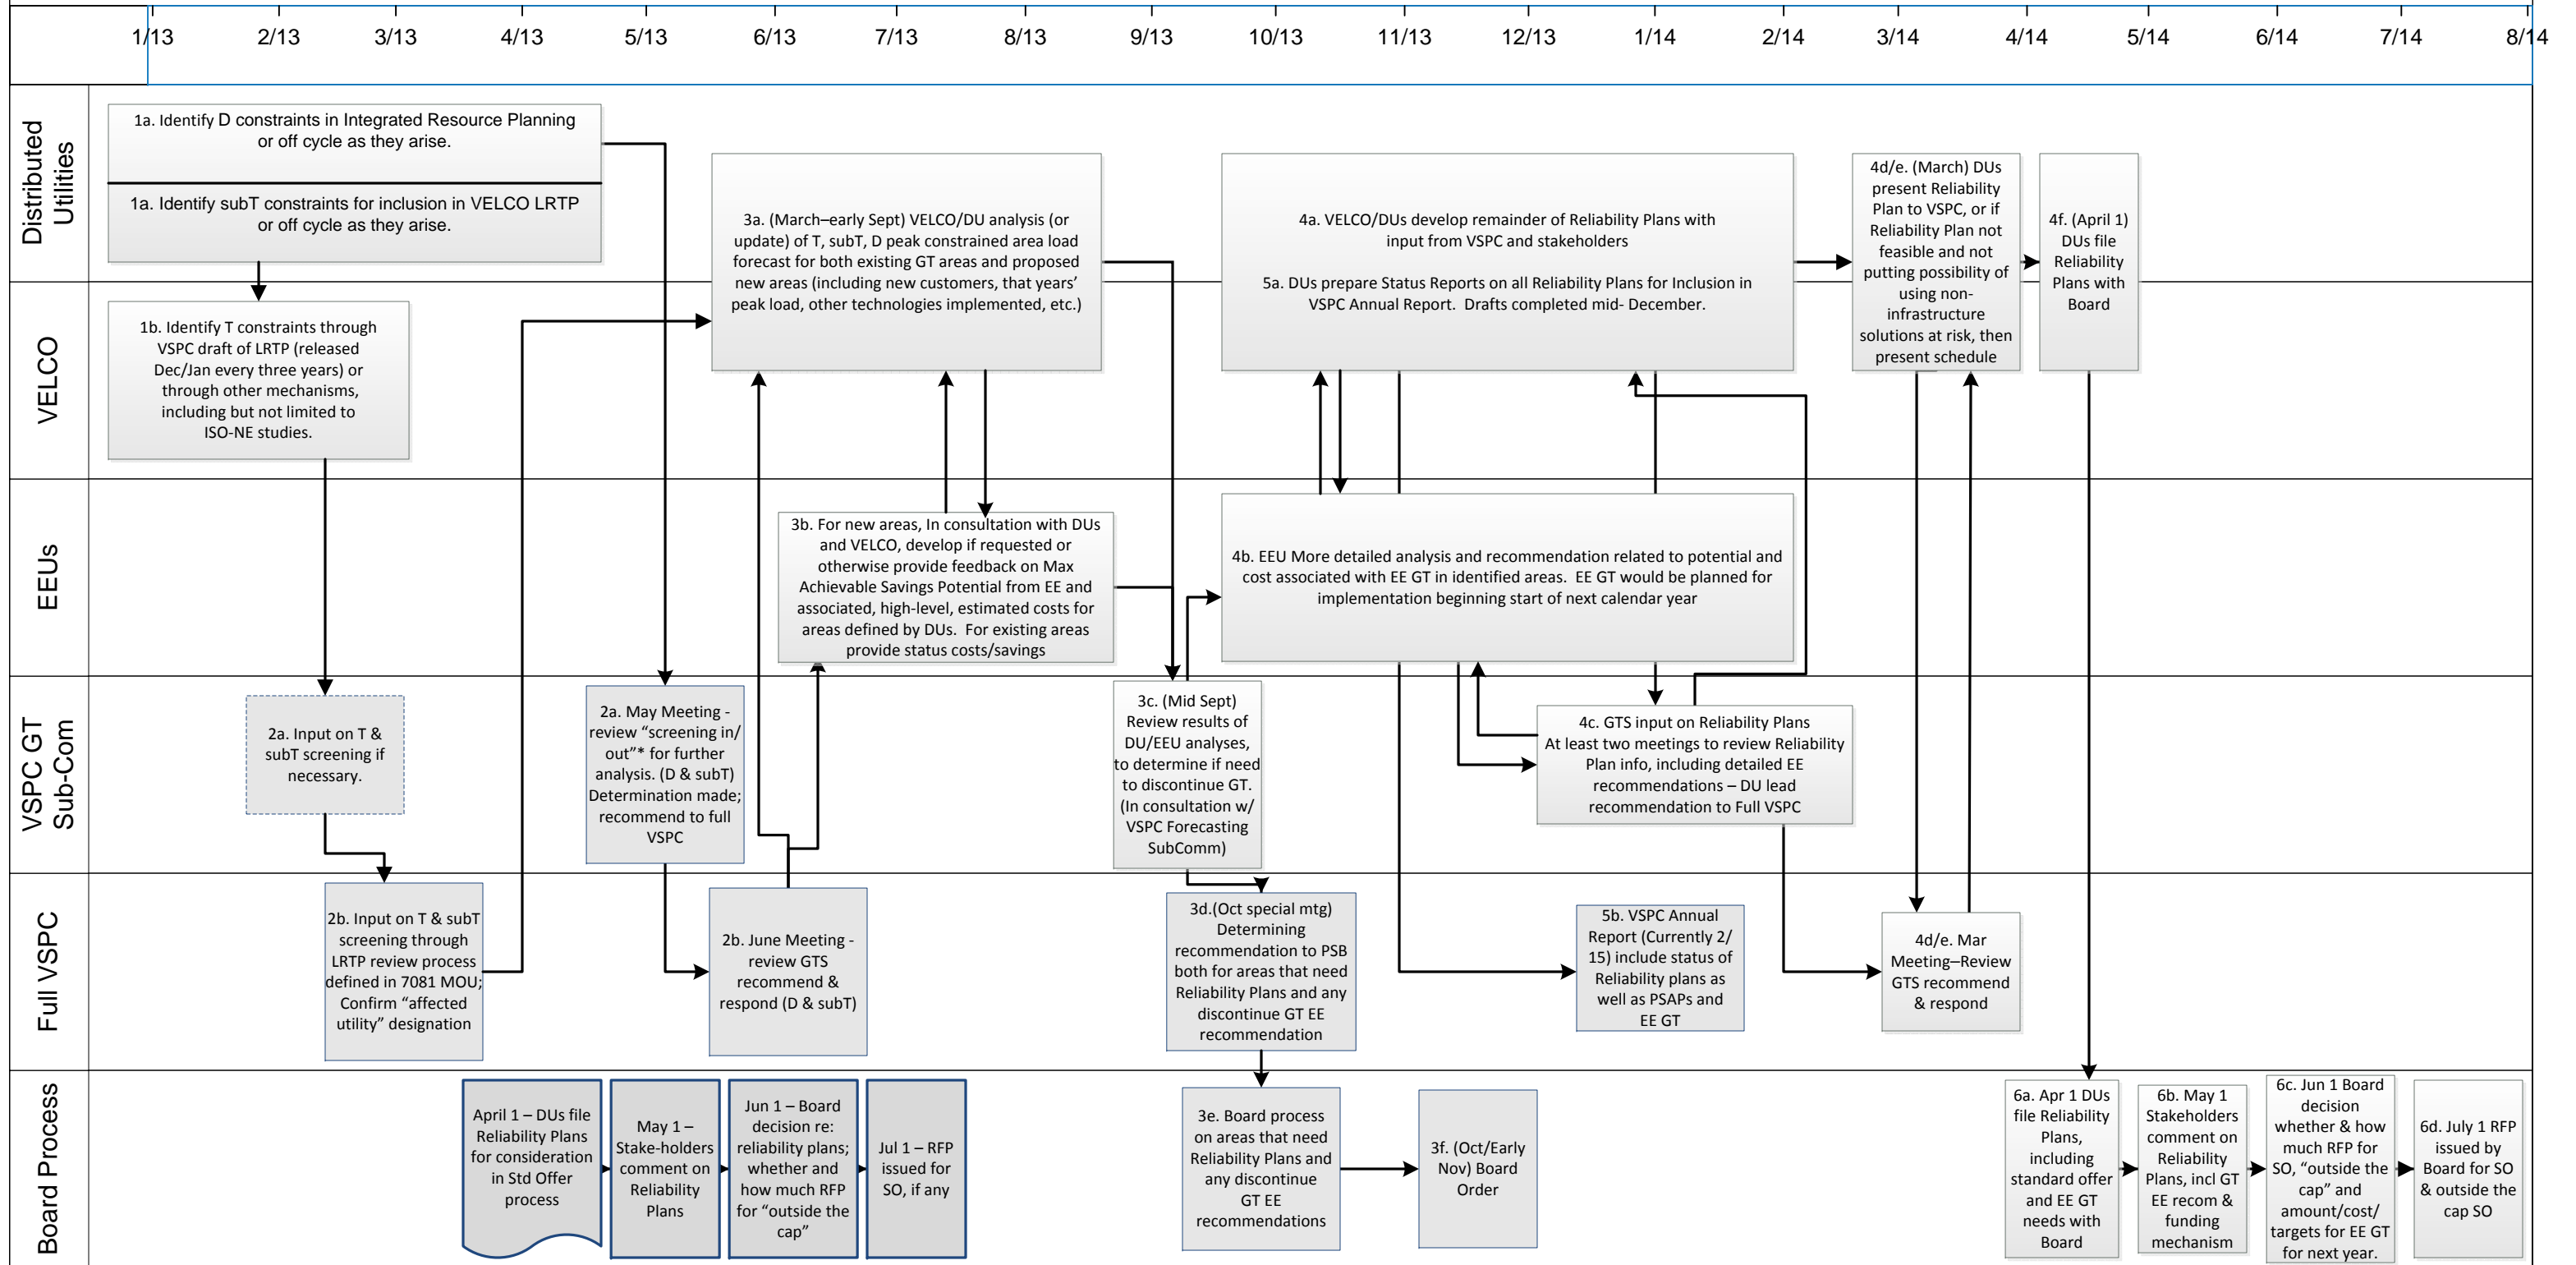 1/13
2/13
3/13
4/13
5/13
6/13
7/13
8/13
9/13
10/13
11/13
12/13
1/14
2/14
3/14
4/14
5/14
6/14
7/14
8/14
Distributed
Utilities
1a. Identify D constraints in Integrated Resource Planning
or off cycle as they arise.
1a. Identify subT constraints for inclusion in VELCO LRTP
or off cycle as they arise.
3a. (March–early Sept) VELCO/DU analysis (or
update) of T, subT, D peak constrained area load
forecast for both existing GT areas and proposed
new areas (including new customers, that years’
peak load, other technologies implemented, etc.)
4a. VELCO/DUs develop remainder of Reliability Plans with
input from VSPC and stakeholders
5a. DUs prepare Status Reports on all Reliability Plans for Inclusion in
VSPC Annual Report.  Drafts completed mid- December.
4d/e. (March) DUs
present Reliability
Plan to VSPC, or if
Reliability Plan not
feasible and not
putting possibility of
using non-
infrastructure
solutions at risk, then
present schedule
4f. (April 1)
DUs file
Reliability
Plans with
Board
VELCO
1b. Identify T constraints through
VSPC draft of LRTP (released
Dec/Jan every three years) or
through other mechanisms,
including but not limited to
ISO-NE studies.
EEUs
3b. For new areas, In consultation with DUs
and VELCO, develop if requested or
otherwise provide feedback on Max
Achievable Savings Potential from EE and
associated, high-level, estimated costs for
areas defined by DUs.  For existing areas
provide status costs/savings
4b. EEU More detailed analysis and recommendation related to potential and
cost associated with EE GT in identified areas.  EE GT would be planned for
implementation beginning start of next calendar year
VSPC GT
Sub-Com
2a. Input on T &
subT screening if
necessary.
2a. May Meeting -
review “screening in/
out”* for further
analysis. (D & subT)
Determination made;
recommend to full
VSPC
3c. (Mid Sept)
Review results of
DU/EEU analyses,
to determine if need
to discontinue GT.
(In consultation w/
VSPC Forecasting
SubComm)
4c. GTS input on Reliability Plans
At least two meetings to review Reliability
Plan info, including detailed EE
recommendations – DU lead
recommendation to Full VSPC
Full VSPC
2b. Input on T & subT
screening through
LRTP review process
defined in 7081 MOU;
Confirm “affected
utility” designation
2b. June Meeting -
review GTS
recommend &
respond (D & subT)
3d.(Oct special mtg)
Determining
recommendation to PSB
both for areas that need
Reliability Plans and any
discontinue GT EE
recommendation
5b. VSPC Annual
Report (Currently 2/
15) include status of
Reliability plans as
well as PSAPs and
EE GT
4d/e. Mar
Meeting–Review
GTS recommend
& respond
Board Process
April 1 – DUs file
Reliability Plans
for consideration
in Std Offer
process
May 1 –
Stake-holders
comment on
Reliability
Plans
Jun 1 – Board
decision re:
reliability plans;
whether and
how much RFP
for “outside the
cap”
Jul 1 – RFP
issued for
SO, if any
3e. Board process
on areas that need
Reliability Plans and
any discontinue
GT EE
recommendations
3f. (Oct/Early
Nov) Board
Order
6a. Apr 1 DUs
file Reliability
Plans,
including
standard offer
and EE GT
needs with
Board
6b. May 1
Stakeholders
comment on
Reliability
Plans, incl GT
EE recom &
funding
mechanism
6c. Jun 1 Board
decision
whether & how
much RFP for
SO, “outside the
cap” and
amount/cost/
targets for EE GT
for next year.
6d. July 1 RFP
issued by
Board for SO
& outside the
cap SO